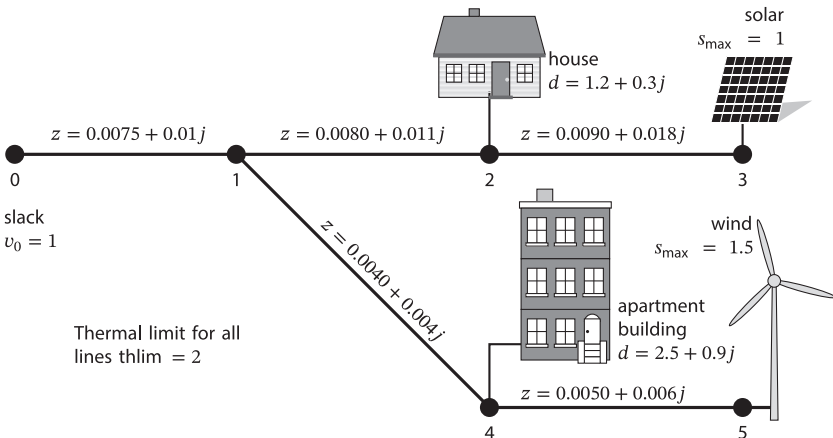 solar
s_max = 1
house
d = 1.2 + 0.3j
z = 0.0075 + 0.01j
z = 0.0080 + 0.011j
z = 0.0090 + 0.018j
0
1
2
3
slack
v_0 = 1
z = 0.0040 + 0.004j
wind
s_max = 1.5
apartment
building
d = 2.5 + 0.9j
Thermal limit for all
lines thlim = 2
z = 0.0050 + 0.006j
4
5